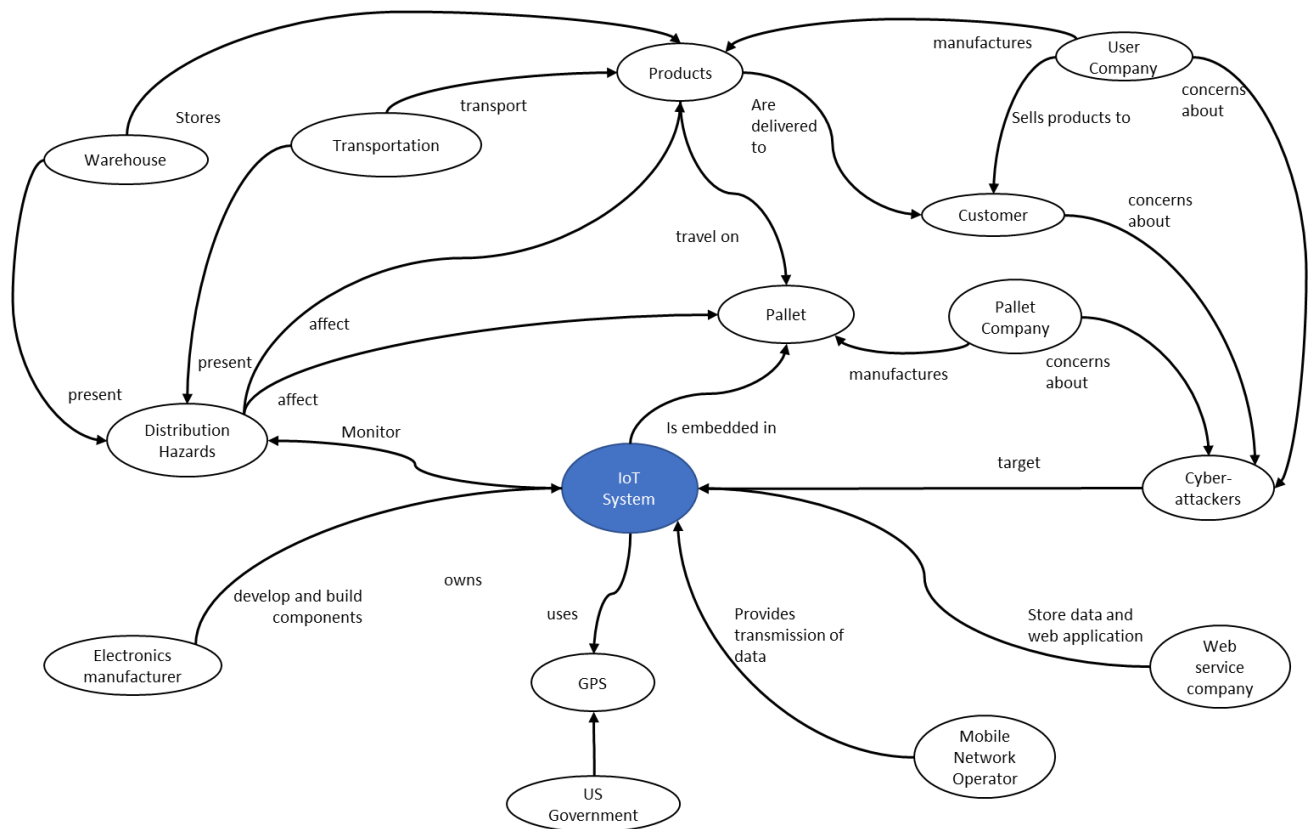 manufactures
User
Company
Products
concerns
about
Stores
transport
Are
delivered
to
Sells products to
Warehouse
Transportation
concerns
about
Customer
travel on
Pallet
Pallet
Company
affect
present
manufactures
concerns
about
present
affect
Distribution
Hazards
Monitor
Is embedded in
IoT
System
target
Cyber-
attackers
develop and build
components
owns
uses
Provides
transmission of
data
Store data and
web application
Electronics
manufacturer
GPS
Web
service
company
Mobile
Network
Operator
US
Government